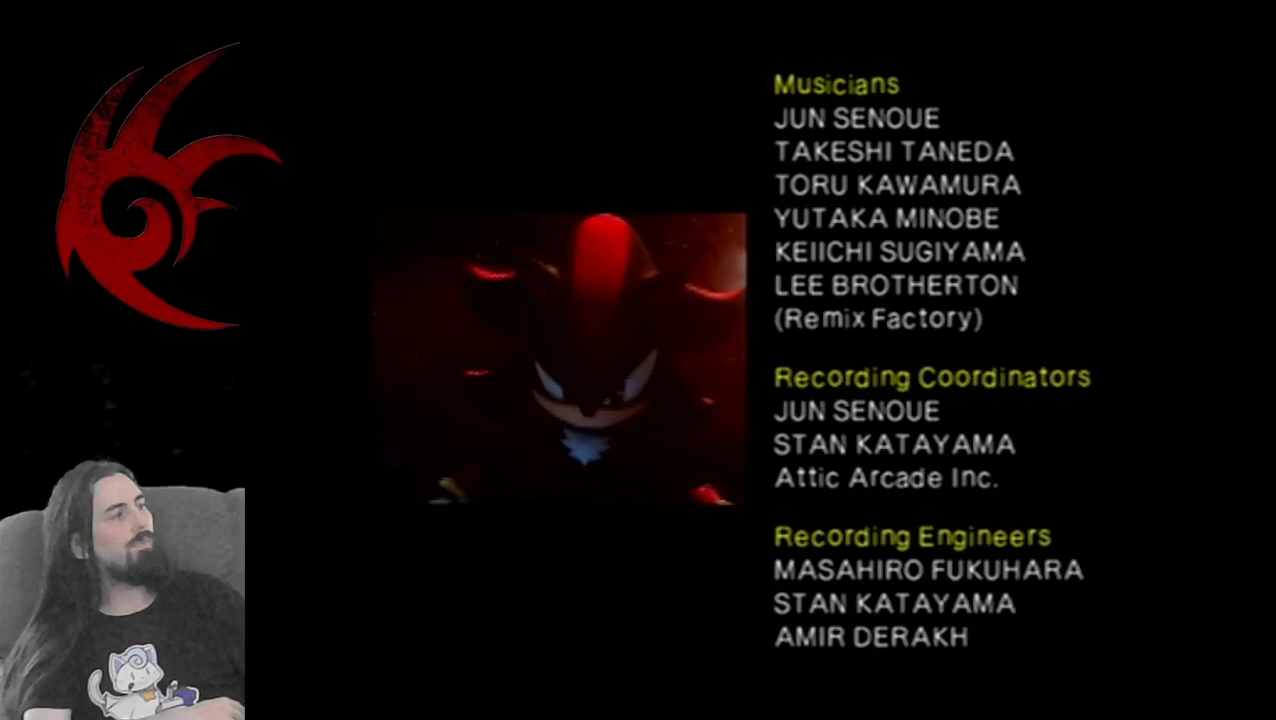 Musicians
JUN SENOUE
TAKESHI TANEDA
TORU KAWAMURA
YUTAKA MINOBE
KEIICHI SUGIYAMA
LEE BROTHERTON
(Remix Factory)
Recording Coordinators
JUN SENOUE
STAN KATAYAMA
Attic Arcade Inc.
Recording Engineers
MASAHIRO FUKUHARA
STAN KATAYAMA
AMIR DERAKH